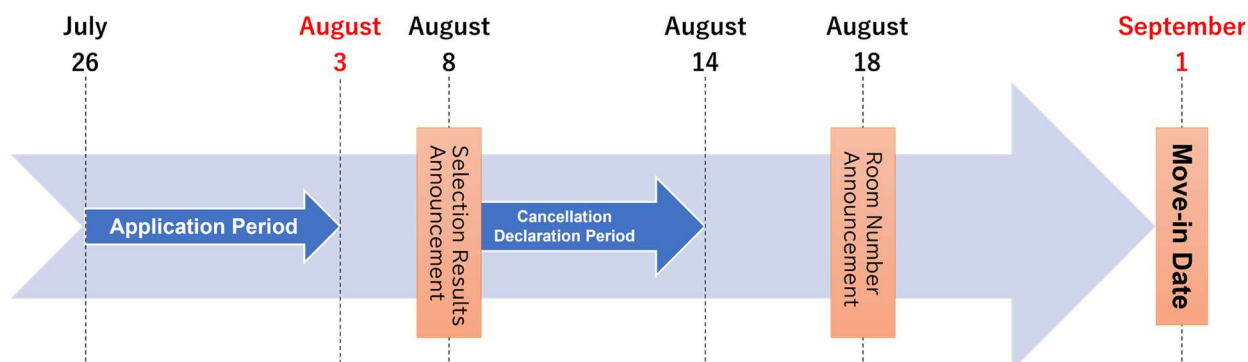 July
26
August
3
August
8
August
14
August
18
September
1
Application Period
Selection Results
Announcement
Cancellation
Declaration Period
Room Number
Announcement
Move-in Date